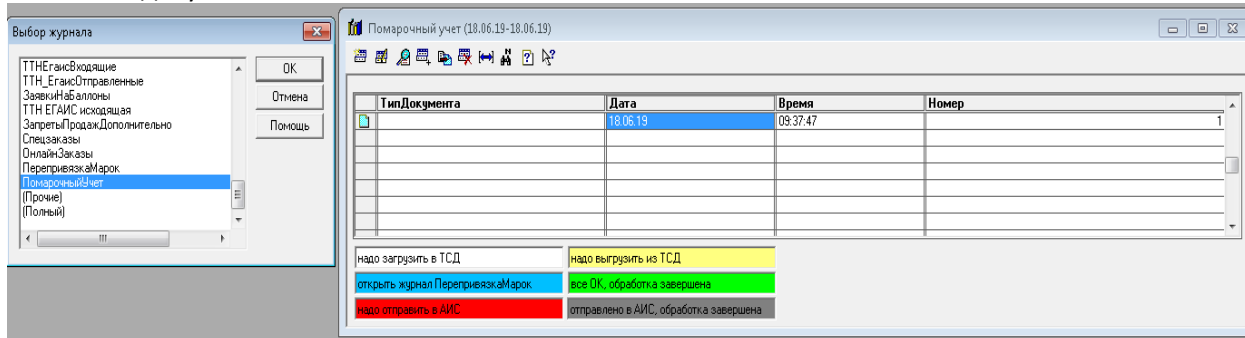 Выбор журнала
ТТНЕгаисВходящие
ТТН_ЕгаисОтправленные
ЗаявкиНаБаллоны
ТТН ЕГАИС исходящая
ЗапретыПродажДополнительно
Спецзаказы
ОнлайнЗаказы
ПерепривязкаМарок
ПомарочныйУчет
(Прочие)
(Полный)
OK
Отмена
Помощь
Помарочный учет (18.06.19-18.06.19)
ТипДокумента Дата Время Номер
18.06.19 09:37:47 1
надо загрузить в ТСД надо выгрузить из ТСД
открыть журнал ПерепривязкаМарок все ОК, обработка завершена
надо отправить в АИС отправлено в АИС, обработка завершена